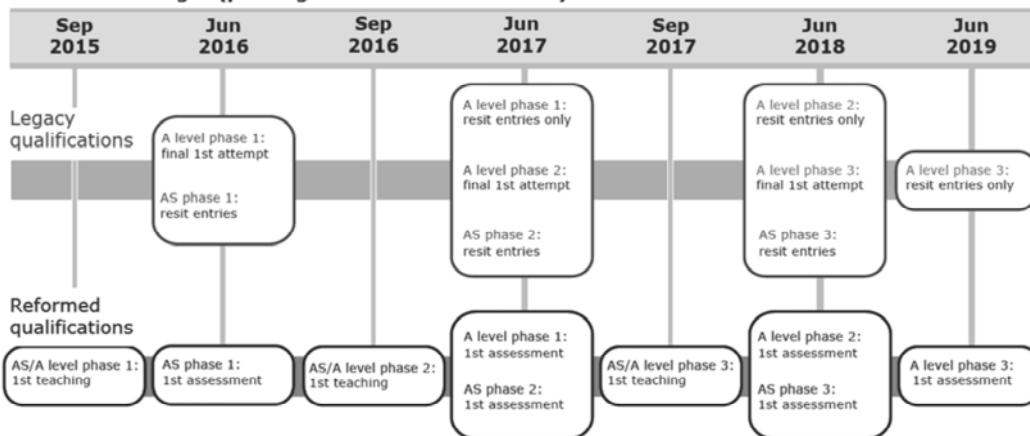 Sep
2015
Jun
2016
Sep
2016
Jun
2017
Sep
2017
Jun
2018
Jun
2019
Legacy
qualifications
A level phase 1:
final 1st attempt
AS phase 1:
resit entries
A level phase 1:
resit entries only
A level phase 2:
final 1st attempt
AS phase 2:
resit entries
A level phase 2:
resit entries only
A level phase 3:
final 1st attempt
AS phase 3:
resit entries
A level phase 3:
resit entries only
Reformed
qualifications
AS/A level phase 1:
1st teaching
AS phase 1:
1st assessment
AS/A level phase 2:
1st teaching
A level phase 1:
1st assessment
AS phase 2:
1st assessment
AS/A level phase 3:
1st teaching
A level phase 2:
1st assessment
AS phase 3:
1st assessment
A level phase 3:
1st assessment